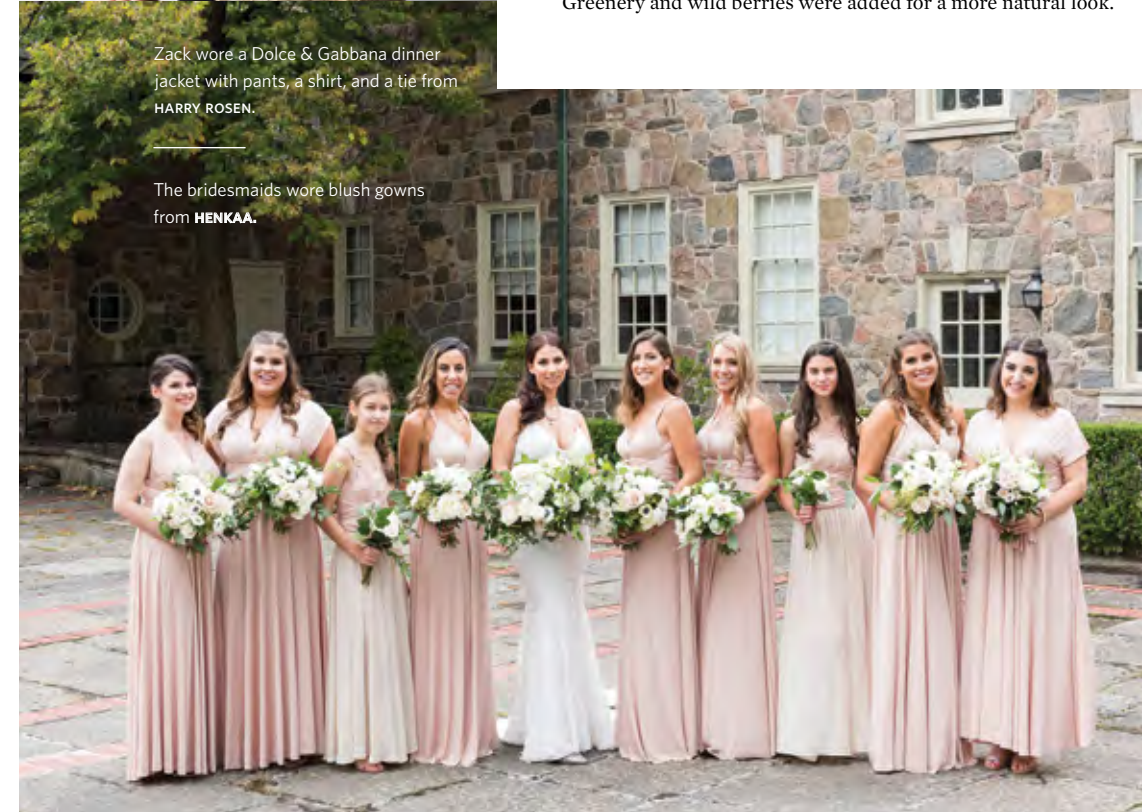 Greenery and wild berries were added for a more natural look.
Zack wore a Dolce & Gabbana dinner
jacket with pants, a shirt, and a tie from
HARRY ROSEN.
The bridesmaids wore blush gowns
from HENKAA.